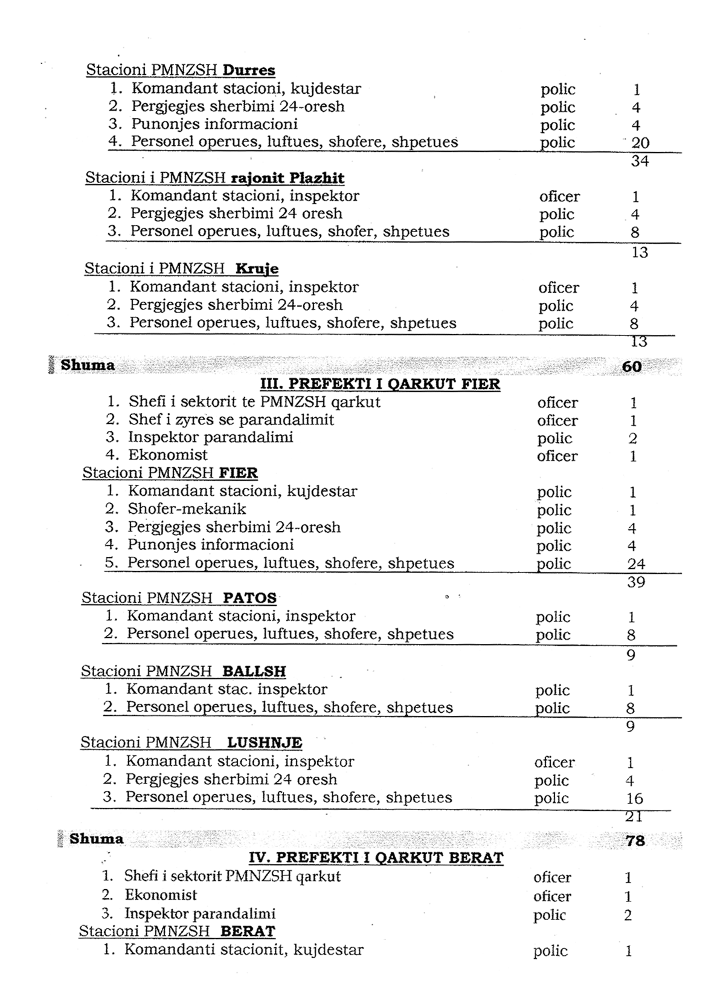 Stacioni PMNZSH Durres
1. Komandant stacioni, kujdestar polic 1
2. Pergjegjes sherbimi 24-oresh polic 4
3. Punonjes informacioni polic 4
4. Personel operues, luftues, shofere, shpetues polic 20
34
Stacioni i PMNZSH rajonit Plazhit
1. Komandant stacioni, inspektor oficer 1
2. Pergjegjes sherbimi 24 oresh polic 4
3. Personel operues, luftues, shofer, shpetues polic 8
13
Stacioni i PMNZSH Kruje
1. Komandant stacioni, inspektor oficer 1
2. Pergjegjes sherbimi 24-oresh polic 4
3. Personel operues, luftues, shofere, shpetues polic 8
13
Shuma 60
III. PREFEKTI I QARKUT FIER
1. Shefi i sektorit te PMNZSH qarkut oficer 1
2. Shef i zyres se parandalimit oficer 1
3. Inspektor parandalimi polic 2
4. Ekonomist oficer 1
Stacioni PMNZSH FIER
1. Komandant stacioni, kujdestar polic 1
2. Shofer-mekanik polic 1
3. Pergjegjes sherbimi 24-oresh polic 4
4. Punonjes informacioni polic 4
5. Personel operues, luftues, shofere, shpetues polic 24
39
Stacioni PMNZSH PATOS
1. Komandant stacioni, inspektor polic 1
2. Personel operues, luftues, shofere, shpetues polic 8
9
Stacioni PMNZSH BALLSH
1. Komandant stac. inspektor polic 1
2. Personel operues, luftues, shofere, shpetues polic 8
9
Stacioni PMNZSH LUSHNJE
1. Komandant stacioni, inspektor oficer 1
2. Pergjegjes sherbimi 24 oresh polic 4
3. Personel operues, luftues, shofere, shpetues polic 16
21
Shuma 78
IV. PREFEKTI I QARKUT BERAT
1. Shefi i sektorit PMNZSH qarkut oficer 1
2. Ekonomist oficer 1
3. Inspektor parandalimi polic 2
Stacioni PMNZSH BERAT
1. Komandanti stacionit, kujdestar polic 1